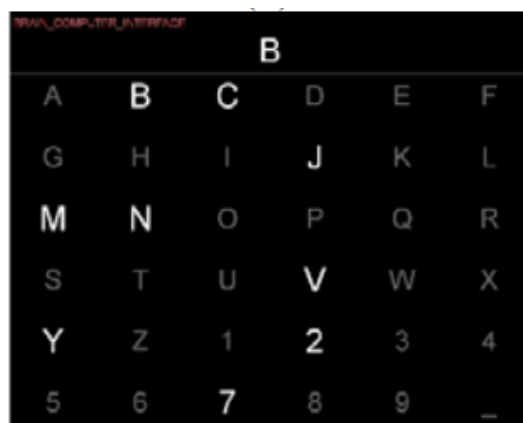 BRAIN_COMPUTER_INTERFACE
B
A B C D E F
G H I J K L
M N O P Q R
S T U V W X
Y Z 1 2 3 4
5 6 7 8 9 _